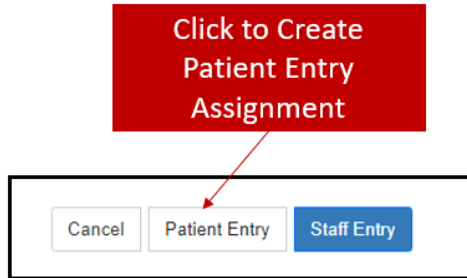 Click to Create
Patient Entry
Assignment
Cancel Patient Entry Staff Entry